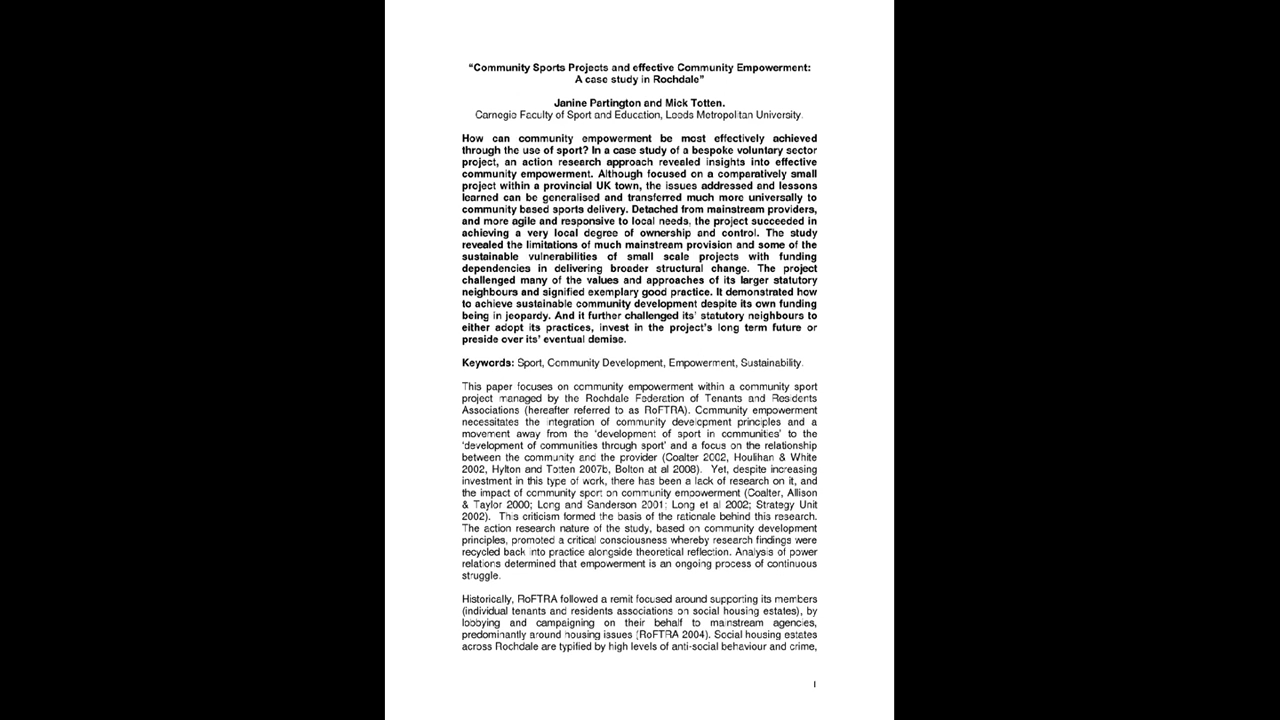 “Community Sports Projects and effective Community Empowerment:
A case study in Rochdale”
Janine Partington and Mick Totten.
Carnegie Faculty of Sport and Education, Leeds Metropolitan University.
How can community empowerment be most effectively achieved
through the use of sport? In a case study of a bespoke voluntary sector
project, an action research approach revealed insights into effective
community empowerment. Although focused on a comparatively small
project within a provincial UK town, the issues addressed and lessons
learned can be generalised and transferred much more universally to
community based sports delivery. Detached from mainstream providers,
and more agile and responsive to local needs, the project succeeded in
achieving a very local degree of ownership and control. The study
revealed the limitations of much mainstream provision and some of the
sustainable vulnerabilities of small scale projects with funding
dependencies in delivering broader structural change. The project
challenged many of the values and approaches of its larger statutory
neighbours and signified exemplary good practice. It demonstrated how
to achieve sustainable community development despite its own funding
being in jeopardy. And it further challenged its’ statutory neighbours to
either adopt its practices, invest in the project’s long term future or
preside over its’ eventual demise.
Keywords: Sport, Community Development, Empowerment, Sustainability.
This paper focuses on community empowerment within a community sport
project managed by the Rochdale Federation of Tenants and Residents
Associations (hereafter referred to as RoFTRA). Community empowerment
necessitates the integration of community development principles and a
movement away from the ‘development of sport in communities’ to the
‘development of communities through sport’ and a focus on the relationship
between the community and the provider (Coalter 2002, Houlihan & White
2002, Hylton and Totten 2007b, Bolton at al 2008). Yet, despite increasing
investment in this type of work, there has been a lack of research on it, and
the impact of community sport on community empowerment (Coalter, Allison
& Taylor 2000; Long and Sanderson 2001; Long et al 2002; Strategy Unit
2002). This criticism formed the basis of the rationale behind this research.
The action research nature of the study, based on community development
principles, promoted a critical consciousness whereby research findings were
recycled back into practice alongside theoretical reflection. Analysis of power
relations determined that empowerment is an ongoing process of continuous
struggle.
Historically, RoFTRA followed a remit focused around supporting its members
(individual tenants and residents associations on social housing estates), by
lobbying and campaigning on their behalf to mainstream agencies,
predominantly around housing issues (RoFTRA 2004). Social housing estates
across Rochdale are typified by high levels of anti-social behaviour and crime,
1